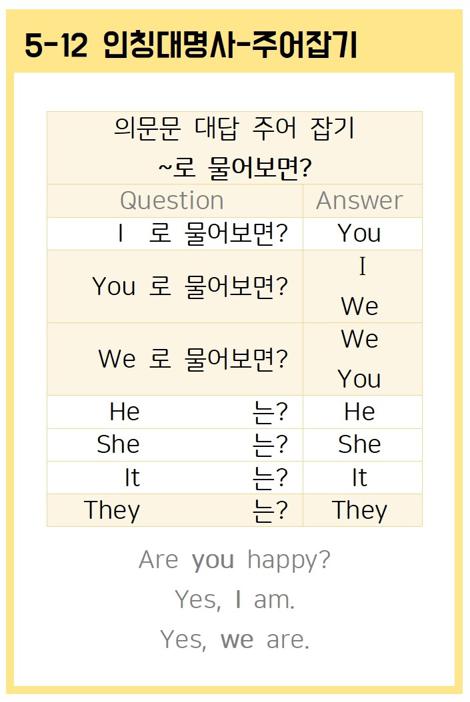 5-12 인칭대명사-주어잡기
의문문 대답 주어 잡기
~로 물어보면?
Question Answer
I 로 물어보면? You
You 로 물어보면? I
We
We 로 물어보면? We
You
He 는? He
She 는? She
It 는? It
They 는? They
Are you happy?
Yes, I am.
Yes, we are.